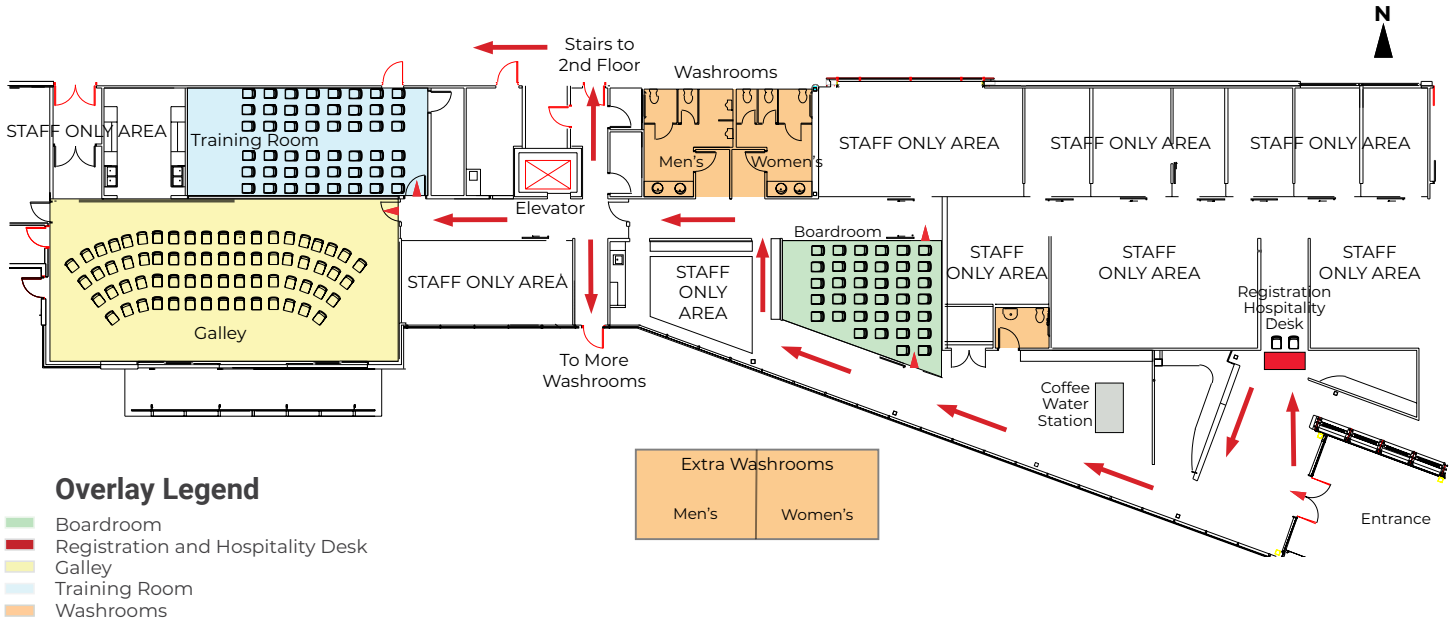 N
Stairs to
2nd Floor
Washrooms
STAFF ONLY AREA
Training Room
Men's
Women's
STAFF ONLY AREA
STAFF ONLY AREA
STAFF ONLY AREA
Elevator
Boardroom
STAFF
ONLY AREA
STAFF
ONLY AREA
STAFF
ONLY AREA
STAFF ONLY AREA
STAFF
ONLY
AREA
Registration
Hospitality
Desk
Galley
To More
Washrooms
Coffee
Water
Station
Extra Washrooms
Men's
Women's
Entrance
Overlay Legend
Boardroom
Registration and Hospitality Desk
Galley
Training Room
Washrooms